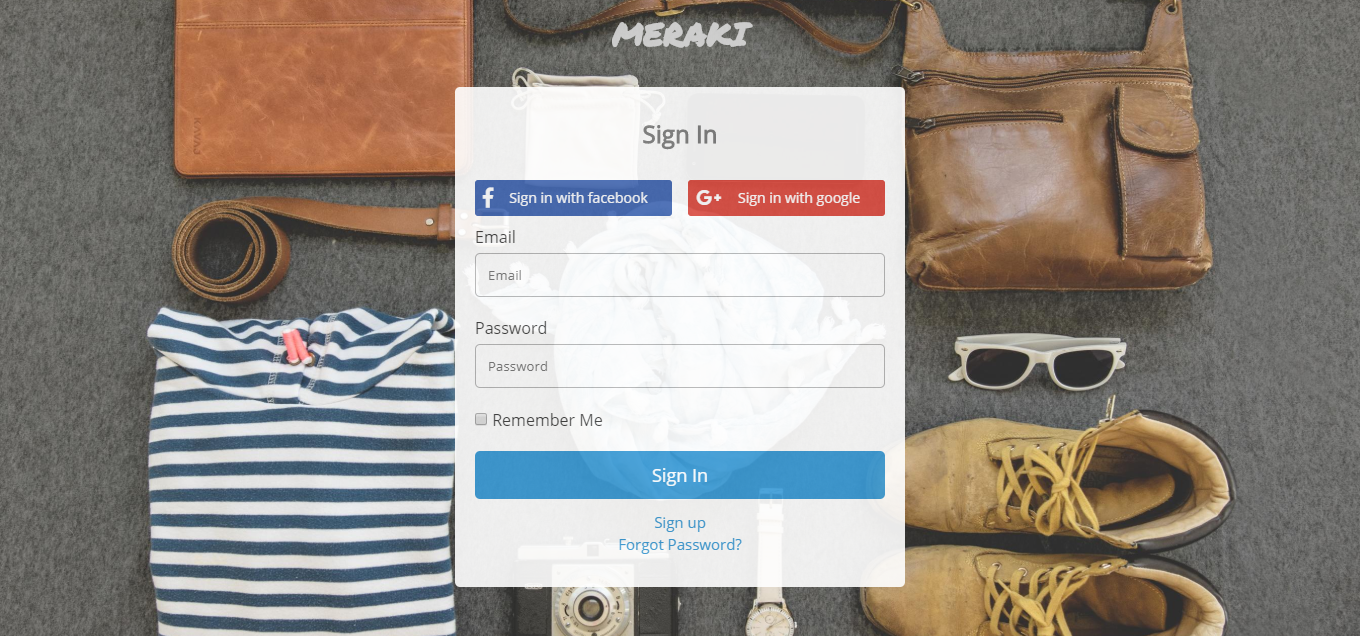 MERAKI
Sign In
Sign in with facebook
G+ Sign in with google
Email
Email
Password
Password
Remember Me
Sign In
Sign up
Forgot Password?